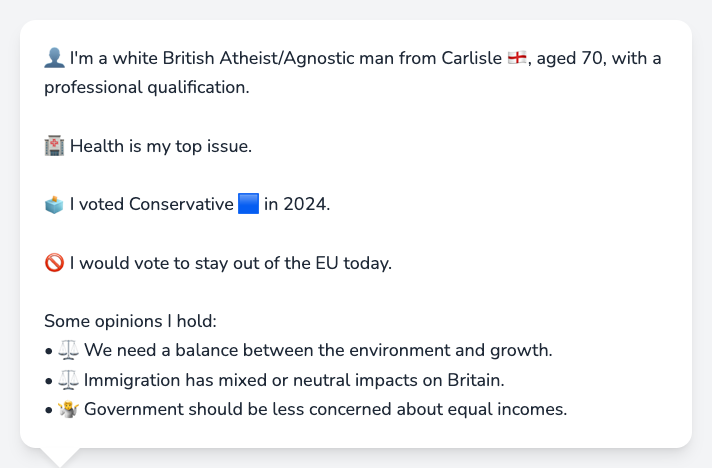 👤 I'm a white British Atheist/Agnostic man from Carlisle 🏴󠁧󠁢󠁥󠁮󠁧󠁿, aged 70, with a
professional qualification.
🏥 Health is my top issue.
🗳️ I voted Conservative 🟦 in 2024.
🚫 I would vote to stay out of the EU today.
Some opinions I hold:
• ⚖️ We need a balance between the environment and growth.
• ⚖️ Immigration has mixed or neutral impacts on Britain.
• 🤷 Government should be less concerned about equal incomes.